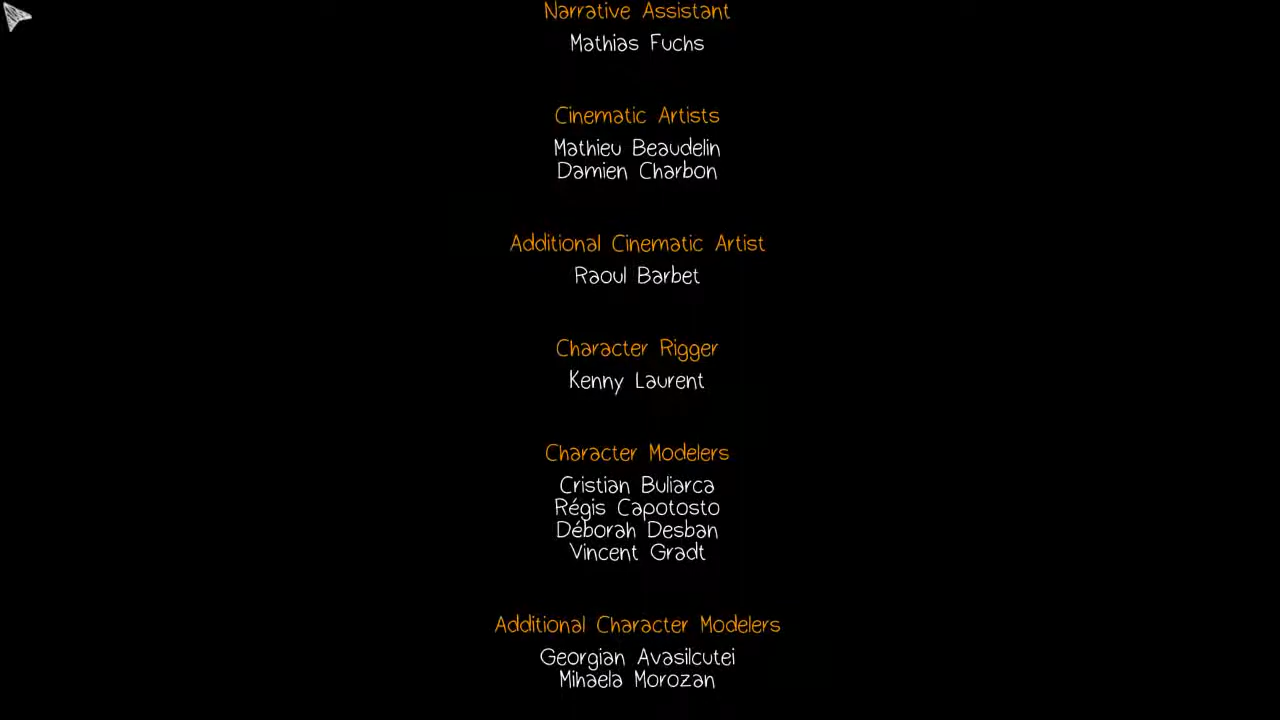 Narrative Assistant
Mathias Fuchs
Cinematic Artists
Mathieu Beaudelin
Damien Charbon
Additional Cinematic Artist
Raoul Barbet
Character Rigger
Kenny Laurent
Character Modelers
Cristian Buliarca
Régis Capotosto
Déborah Desban
Vincent Gradt
Additional Character Modelers
Georgian Avasilcutei
Mihaela Morozan